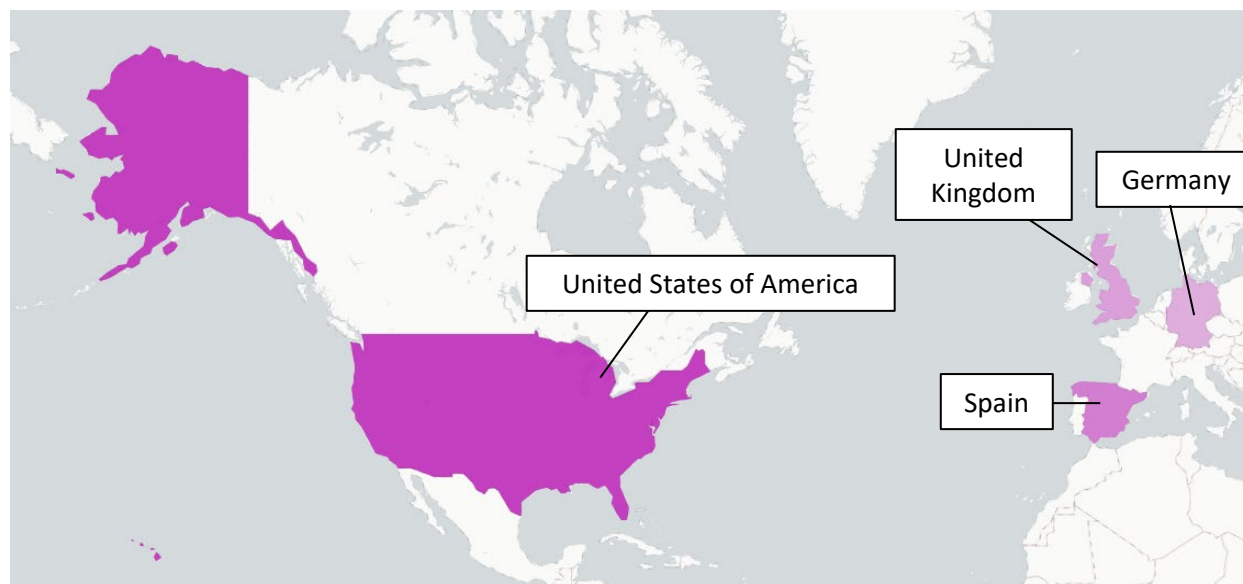 United
Kingdom
Germany
United States of America
Spain